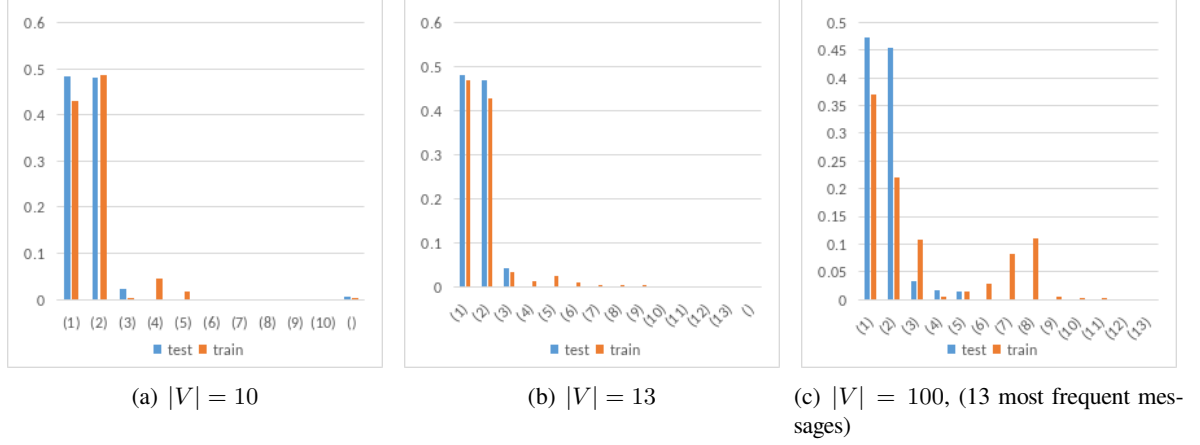 0.6
0.5
0.4
0.3
0.2
0.1
0
(1) (2) (3) (4) (5) (6) (7) (8) (9) (10) ()
test train
(a) |V| = 10
0.6
0.5
0.4
0.3
0.2
0.1
0
(1) (2) (3) (4) (5) (6) (7) (8) (9) (10) (11) (12) (13) ()
test train
(b) |V| = 13
0.5
0.45
0.4
0.35
0.3
0.25
0.2
0.15
0.1
0.05
0
(1) (2) (3) (4) (5) (6) (7) (8) (9) (10) (11) (12) (13)
test train
(c) |V| = 100, (13 most frequent mes-
sages)